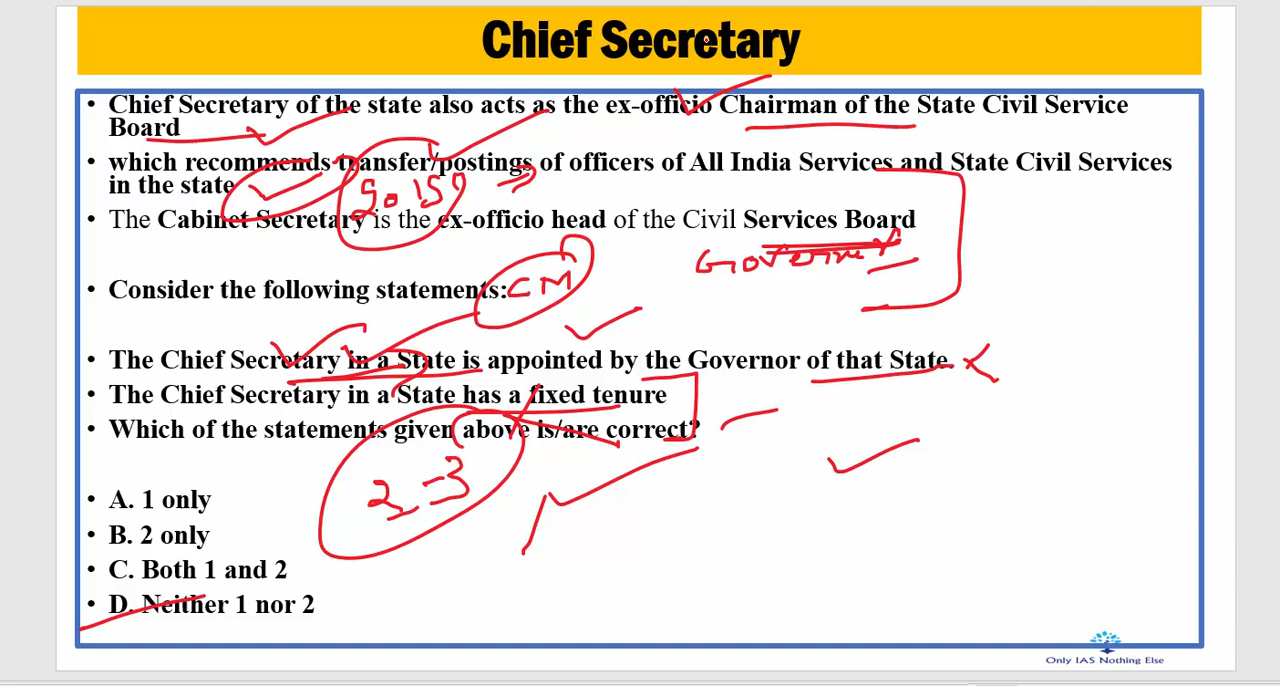 Chief Secretary
• Chief Secretary of the state also acts as the ex-officio Chairman of the State Civil Service
Board
• which recommends transfer/postings of officers of All India Services and State Civil Services
in the state
• The Cabinet Secretary is the ex-officio head of the Civil Services Board
• Consider the following statements:
CM
• The Chief Secretary in a State is appointed by the Governor of that State.
• The Chief Secretary in a State has a fixed tenure
• Which of the statements given above is/are correct?
2-3
• A. 1 only
• B. 2 only
• C. Both 1 and 2
• D. Neither 1 nor 2
Only IAS Nothing Else